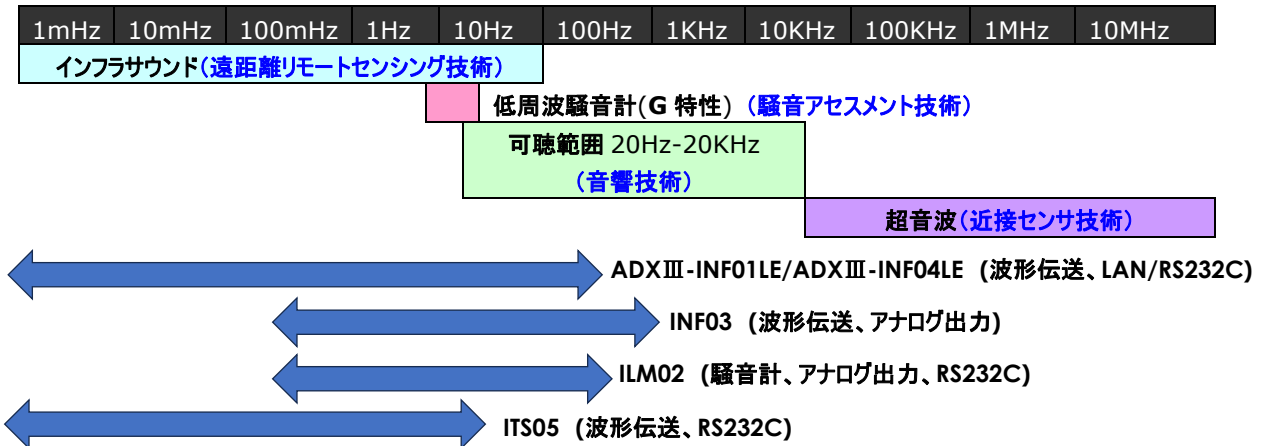 1mHz 10mHz 100mHz 1Hz 10Hz 100Hz 1KHz 10KHz 100KHz 1MHz 10MHz
インフラサウンド(遠距離リモートセンシング技術)
低周波騒音計(G 特性) (騒音アセスメント技術)
可聴範囲 20Hz-20KHz
(音響技術)
超音波(近接センサ技術)
ADXⅢ-INF01LE/ADXⅢ-INF04LE (波形伝送、LAN/RS232C)
INF03 (波形伝送、アナログ出力)
ILM02 (騒音計、アナログ出力、RS232C)
ITS05 (波形伝送、RS232C)